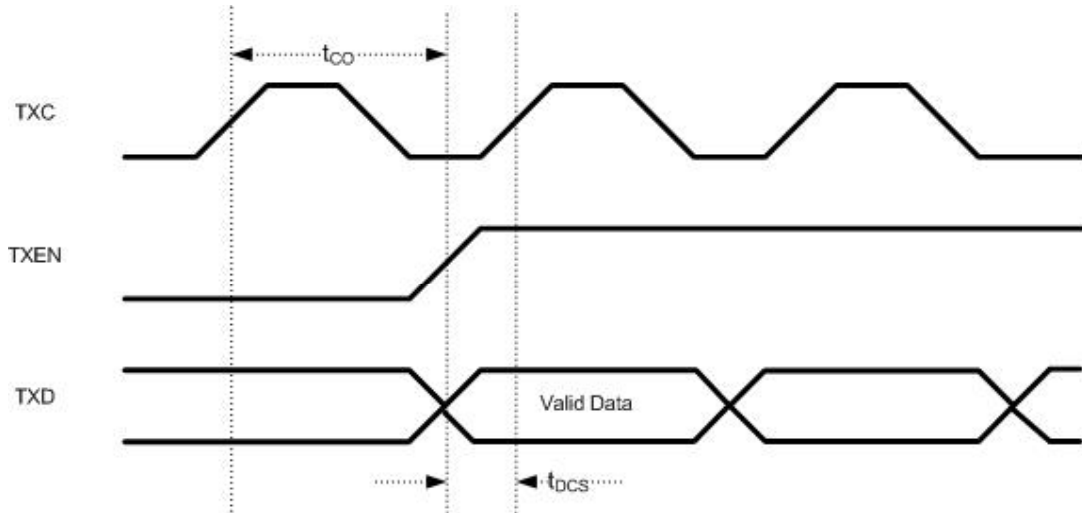 tCO
TXC
TXEN
TXD
Valid Data
tDCS